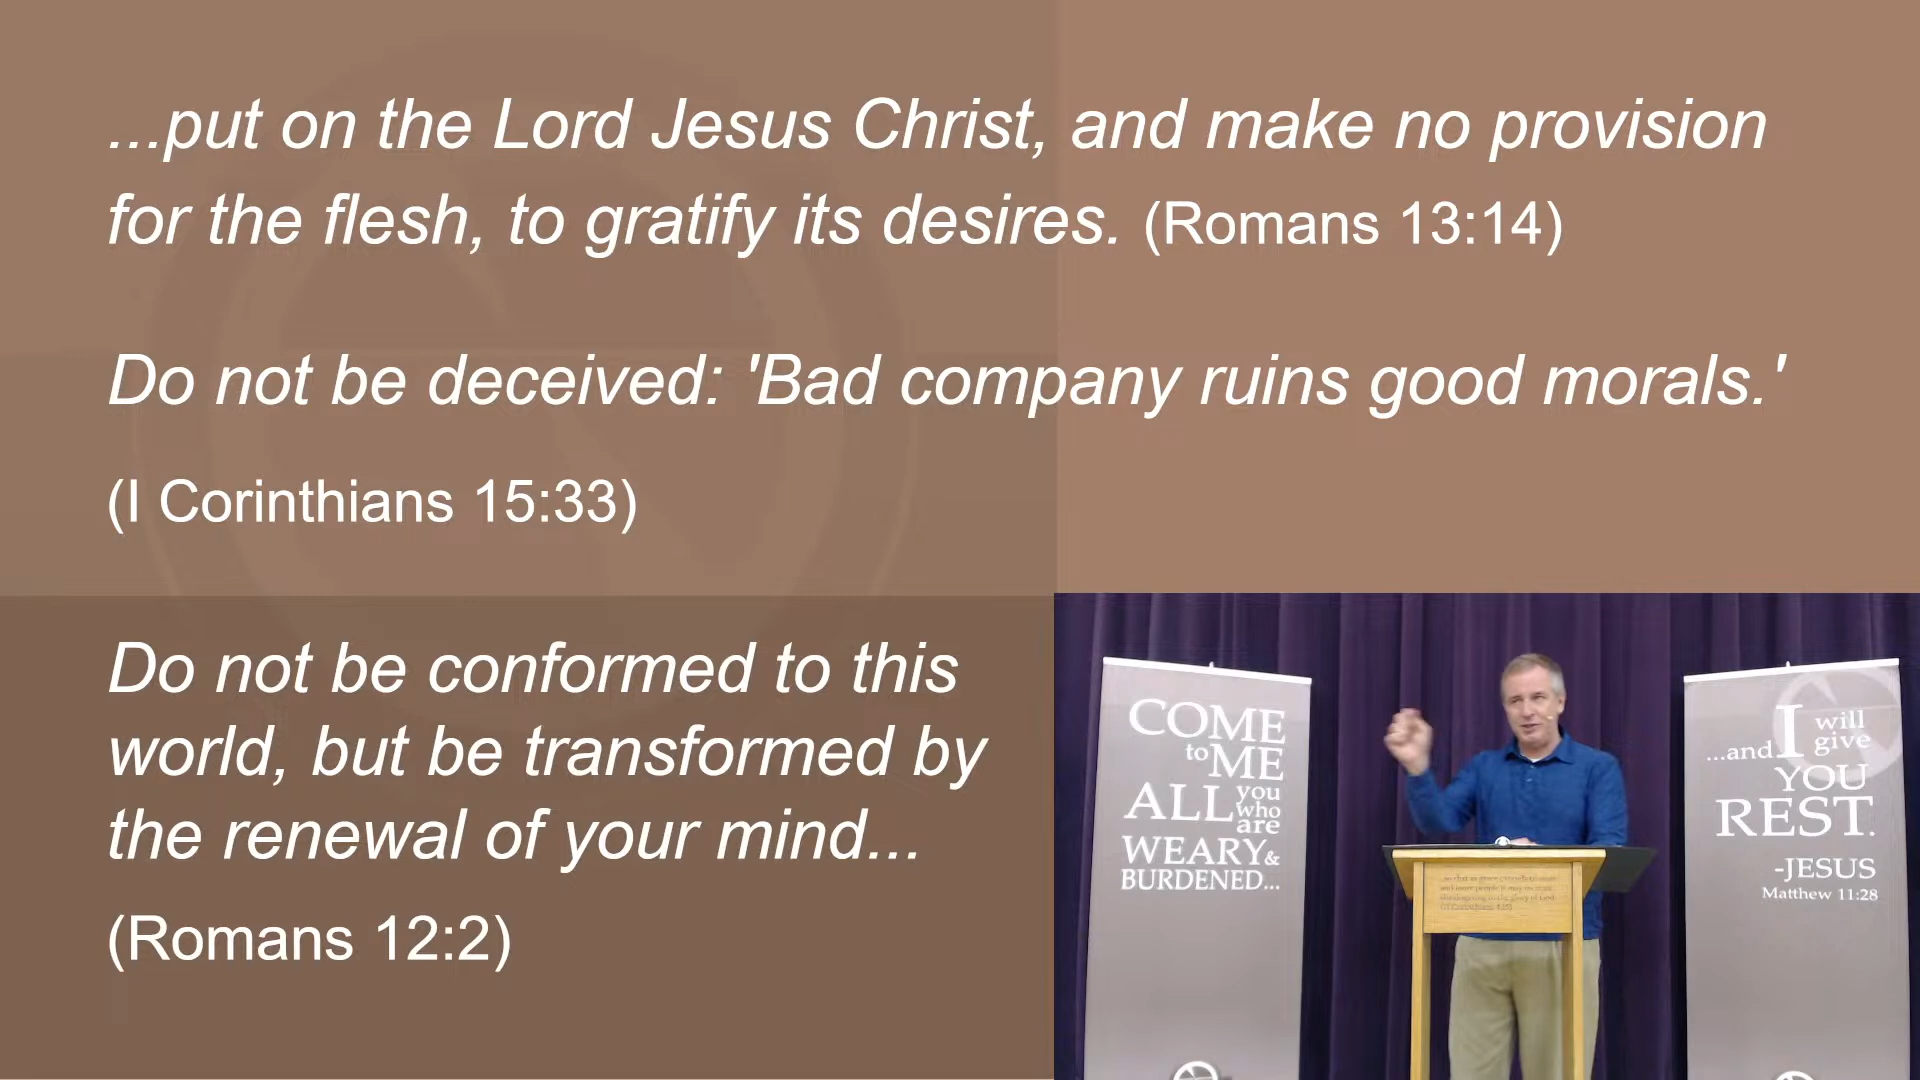 ...put on the Lord Jesus Christ, and make no provision
for the flesh, to gratify its desires. (Romans 13:14)
Do not be deceived: 'Bad company ruins good morals.'
(I Corinthians 15:33)
Do not be conformed to this
world, but be transformed by
the renewal of your mind...
(Romans 12:2)
COME
to ME
ALL you who are
WEARY &
BURDENED...
...and I will give
YOU
REST.
-JESUS
Matthew 11:28